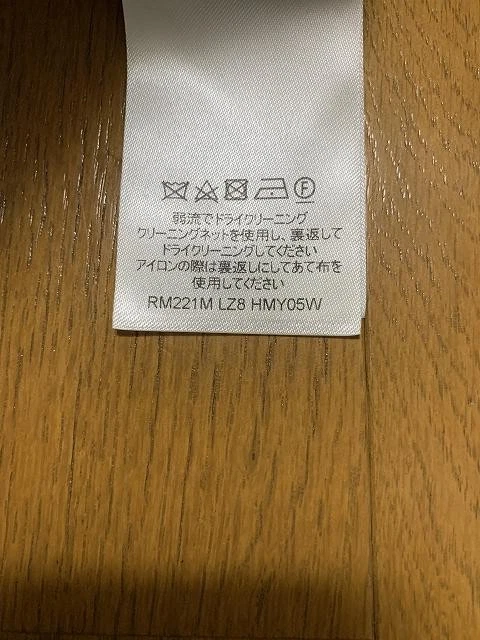 F
弱流でドライクリーニング
クリーニングネットを使用し、裏返して
ドライクリーニングしてください
アイロンの際は裏返しにしてあて布を
使用してください
RM221M LZ8 HMY05W